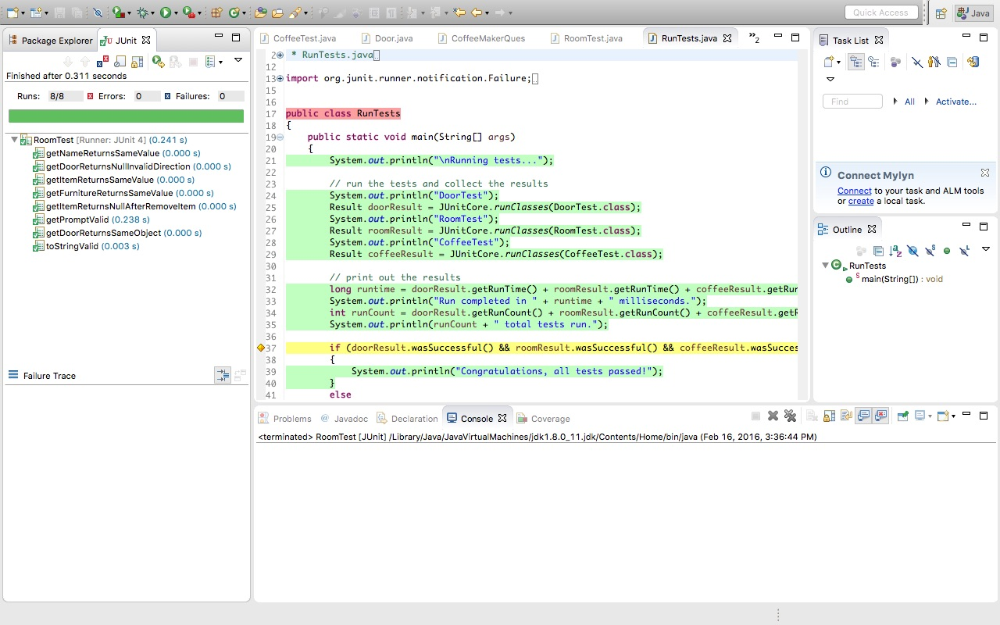 Quick Access
Java
Package Explorer
JUnit
Finished after 0.311 seconds
Runs: 8/8 Errors: 0 Failures: 0
RoomTest [Runner: JUnit 4] (0.241 s)
getNameReturnsSameValue (0.000 s)
getDoorReturnsNullInvalidDirection (0.000 s)
getItemReturnsSameValue (0.000 s)
getFurnitureReturnsSameValue (0.000 s)
getItemReturnsNullAfterRemoveItem (0.000 s)
getPromptValid (0.238 s)
getDoorReturnsSameObject (0.000 s)
toStringValid (0.003 s)
Failure Trace
CoffeeTest.java Door.java CoffeeMakerQues RoomTest.java RunTests.java »2
2 * RunTests.java
12
13 import org.junit.runner.notification.Failure;
15
16
17 public class RunTests
18 {
19 public static void main(String[] args)
20 {
21 System.out.println("\nRunning tests...");
22
23 // run the tests and collect the results
24 System.out.println("DoorTest");
25 Result doorResult = JUnitCore.runClasses(DoorTest.class);
26 System.out.println("RoomTest");
27 Result roomResult = JUnitCore.runClasses(RoomTest.class);
28 System.out.println("CoffeeTest");
29 Result coffeeResult = JUnitCore.runClasses(CoffeeTest.class);
30
31 // print out the results
32 long runtime = doorResult.getRunTime() + roomResult.getRunTime() + coffeeResult.getRun
33 System.out.println("Run completed in " + runtime + " milliseconds.");
34 int runCount = doorResult.getRunCount() + roomResult.getRunCount() + coffeeResult.getR
35 System.out.println(runCount + " total tests run.");
36
37 if (doorResult.wasSuccessful() && roomResult.wasSuccessful() && coffeeResult.wasSucces
38 {
39 System.out.println("Congratulations, all tests passed!");
40 }
41 else
Problems @ Javadoc Declaration Console Coverage
<terminated> RoomTest [JUnit] /Library/Java/JavaVirtualMachines/jdk1.8.0_11.jdk/Contents/Home/bin/java (Feb 16, 2016, 3:36:44 PM)
Task List
Find All Activate...
Connect Mylyn
Connect to your task and ALM tools
or create a local task.
Outline
RunTests
main(String[]) : void